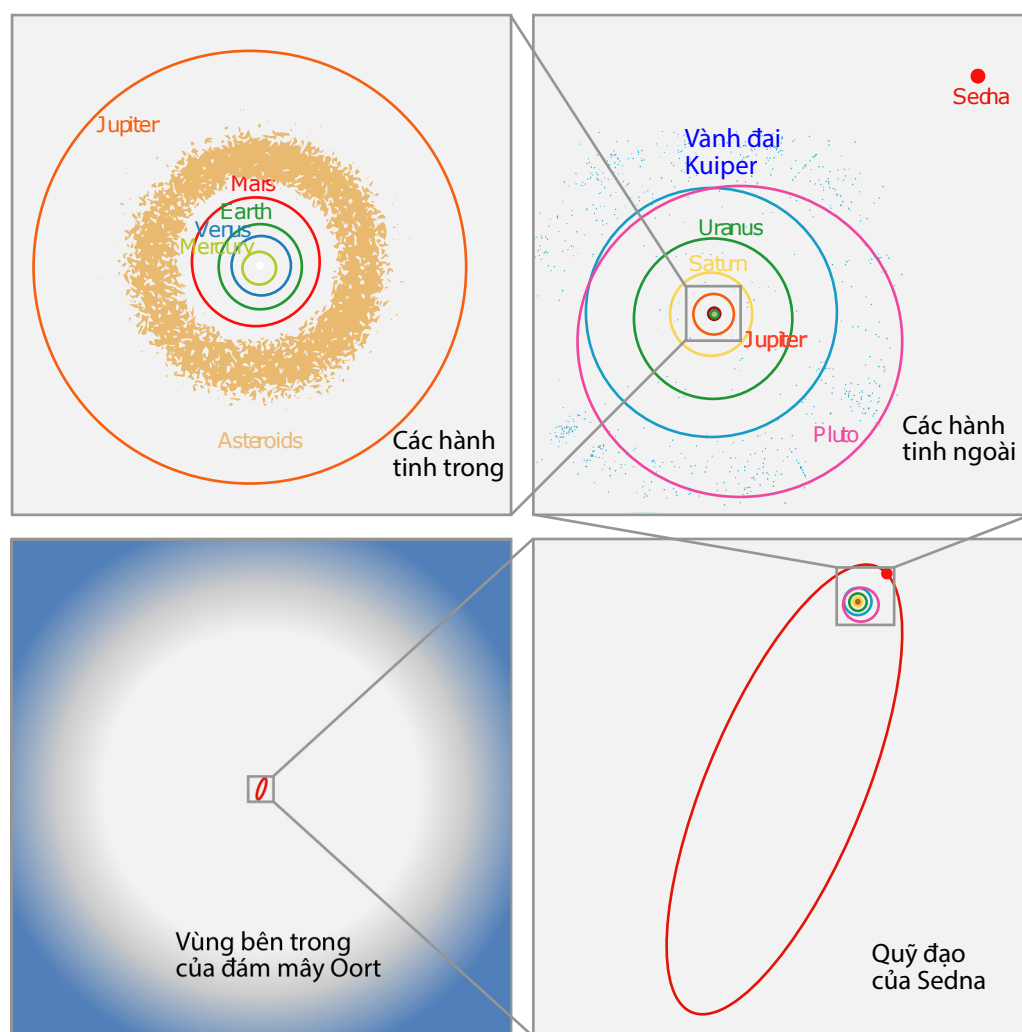 Jupiter
Mars
Earth
Venus
Mercury
Asteroids
Các hành
tinh trong
Sedna
Vành đai
Kuiper
Uranus
Saturn
Jupiter
Pluto
Các hành
tinh ngoài
Vùng bên trong
của đám mây Oort
Quỹ đạo
của Sedna